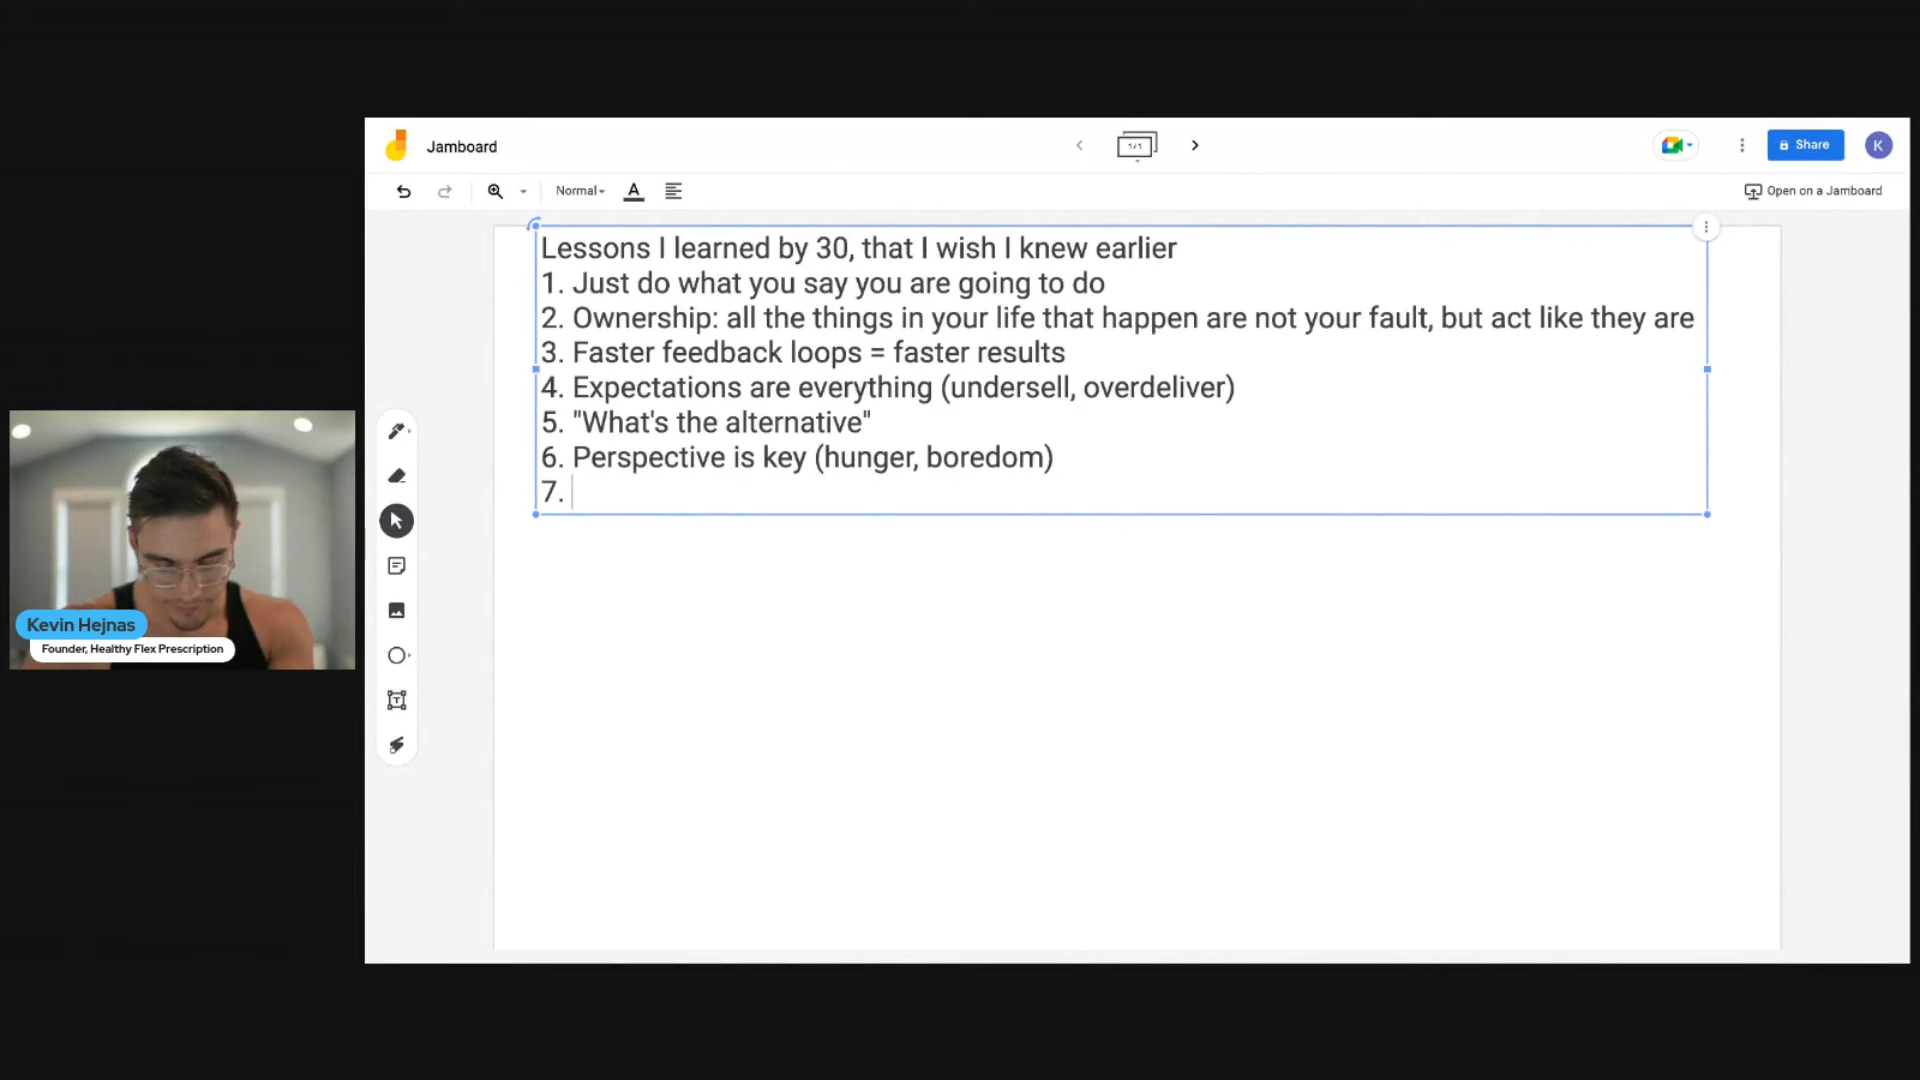 Jamboard
1/1
Share
K
Normal
A
Open on a Jamboard
Lessons I learned by 30, that I wish I knew earlier
1. Just do what you say you are going to do
2. Ownership: all the things in your life that happen are not your fault, but act like they are
3. Faster feedback loops = faster results
4. Expectations are everything (undersell, overdeliver)
5. "What's the alternative"
6. Perspective is key (hunger, boredom)
7.
Kevin Hejnas
Founder, Healthy Flex Prescription